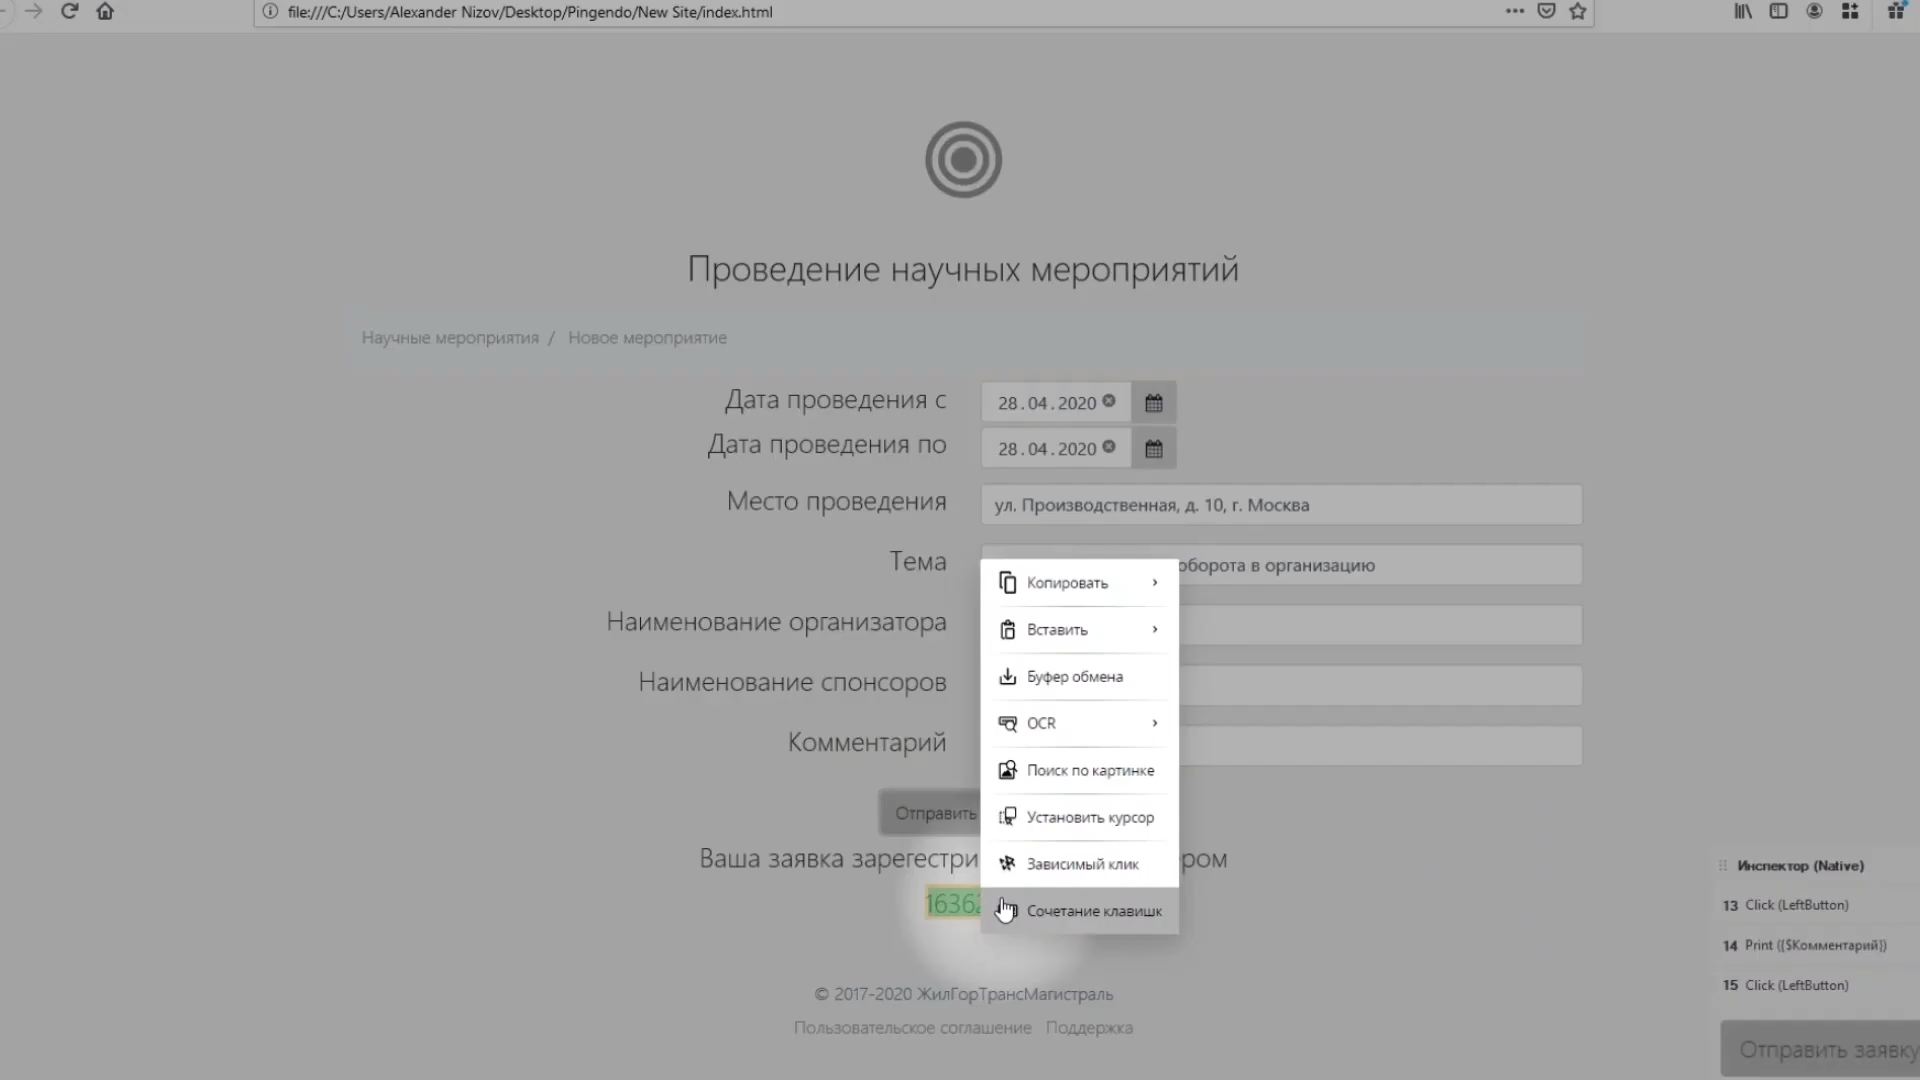 file:///C:/Users/Alexander Nizov/Desktop/Pingendo/New Site/index.html
Проведение научных мероприятий
Научные мероприятия / Новое мероприятие
Дата проведения с 28.04.2020
Дата проведения по 28.04.2020
Место проведения ул. Производственная, д. 10, г. Москва
Тема оборота в организацию
Наименование организатора
Наименование спонсоров
Комментарий
Копировать
Вставить
Буфер обмена
OCR
Поиск по картинке
Установить курсор
Зависимый клик
Сочетание клавишк
Отправить
Ваша заявка зарегестри ром
1636
© 2017-2020 ЖилГорТрансМагистраль
Пользовательское соглашение Поддержка
Инспектор (Native)
13 Click (LeftButton)
14 Print ({$Комментарий})
15 Click (LeftButton)
Отправить заявку